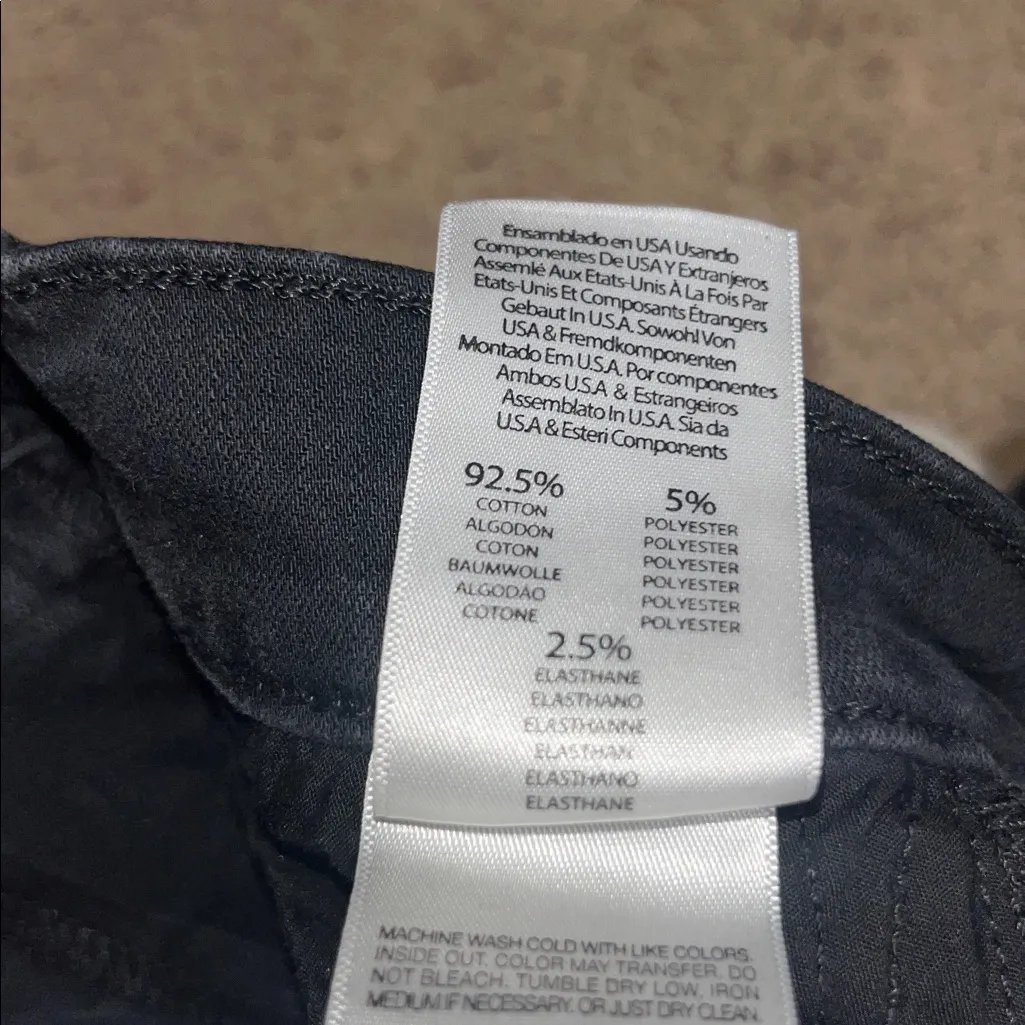 Ensamblado en USA Usando
Componentes De USA Y Extranjeros
Assemlé Aux Etats-Unis À La Fois Par
Etats-Unis Et Composants Étrangers
Gebaut In U.S.A. Sowohl Von
USA & Fremdkomponenten
Montado Em U.S.A. Por componentes
Ambos U.S.A & Estrangeiros
Assemblato In U.S.A. Sia da
U.S.A & Esteri Components
92.5%
COTTON
ALGODÓN
COTON
BAUMWOLLE
ALGODÃO
COTONE
5%
POLYESTER
POLYESTER
POLYESTER
POLYESTER
POLYESTER
POLYESTER
2.5%
ELASTHANE
ELASTHANO
ELASTHANNE
ELASTHAN
ELASTHANO
ELASTHANE
MACHINE WASH COLD WITH LIKE COLORS.
INSIDE OUT. COLOR MAY TRANSFER. DO
NOT BLEACH. TUMBLE DRY LOW. IRON
MEDIUM IF NECESSARY. OR JUST DRY CLEAN.